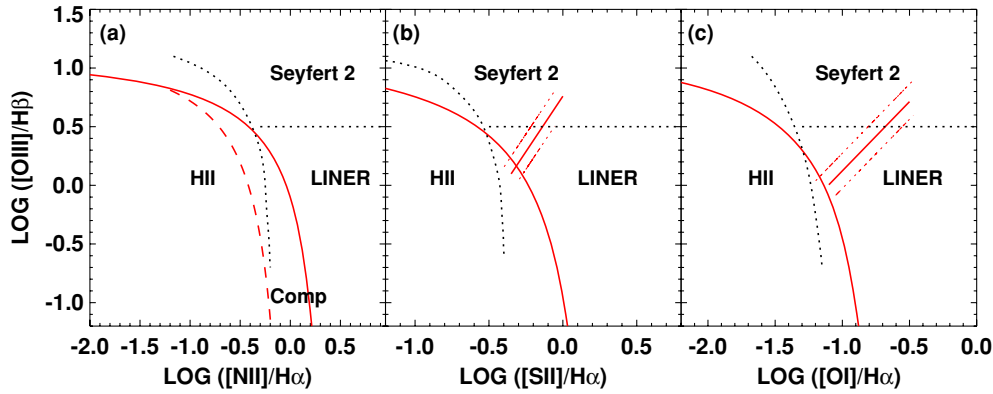 (a)
(b)
(c)
Seyfert 2
Seyfert 2
Seyfert 2
HII
LINER
HII
LINER
HII
LINER
Comp
LOG ([OIII]/Hβ)
1.5
1.0
0.5
0.0
-0.5
-1.0
-2.0 -1.5 -1.0 -0.5 0.0
-1.0 -0.5 0.0 0.5
-2.0 -1.5 -1.0 -0.5 0.0
LOG ([NII]/Hα)
LOG ([SII]/Hα)
LOG ([OI]/Hα)